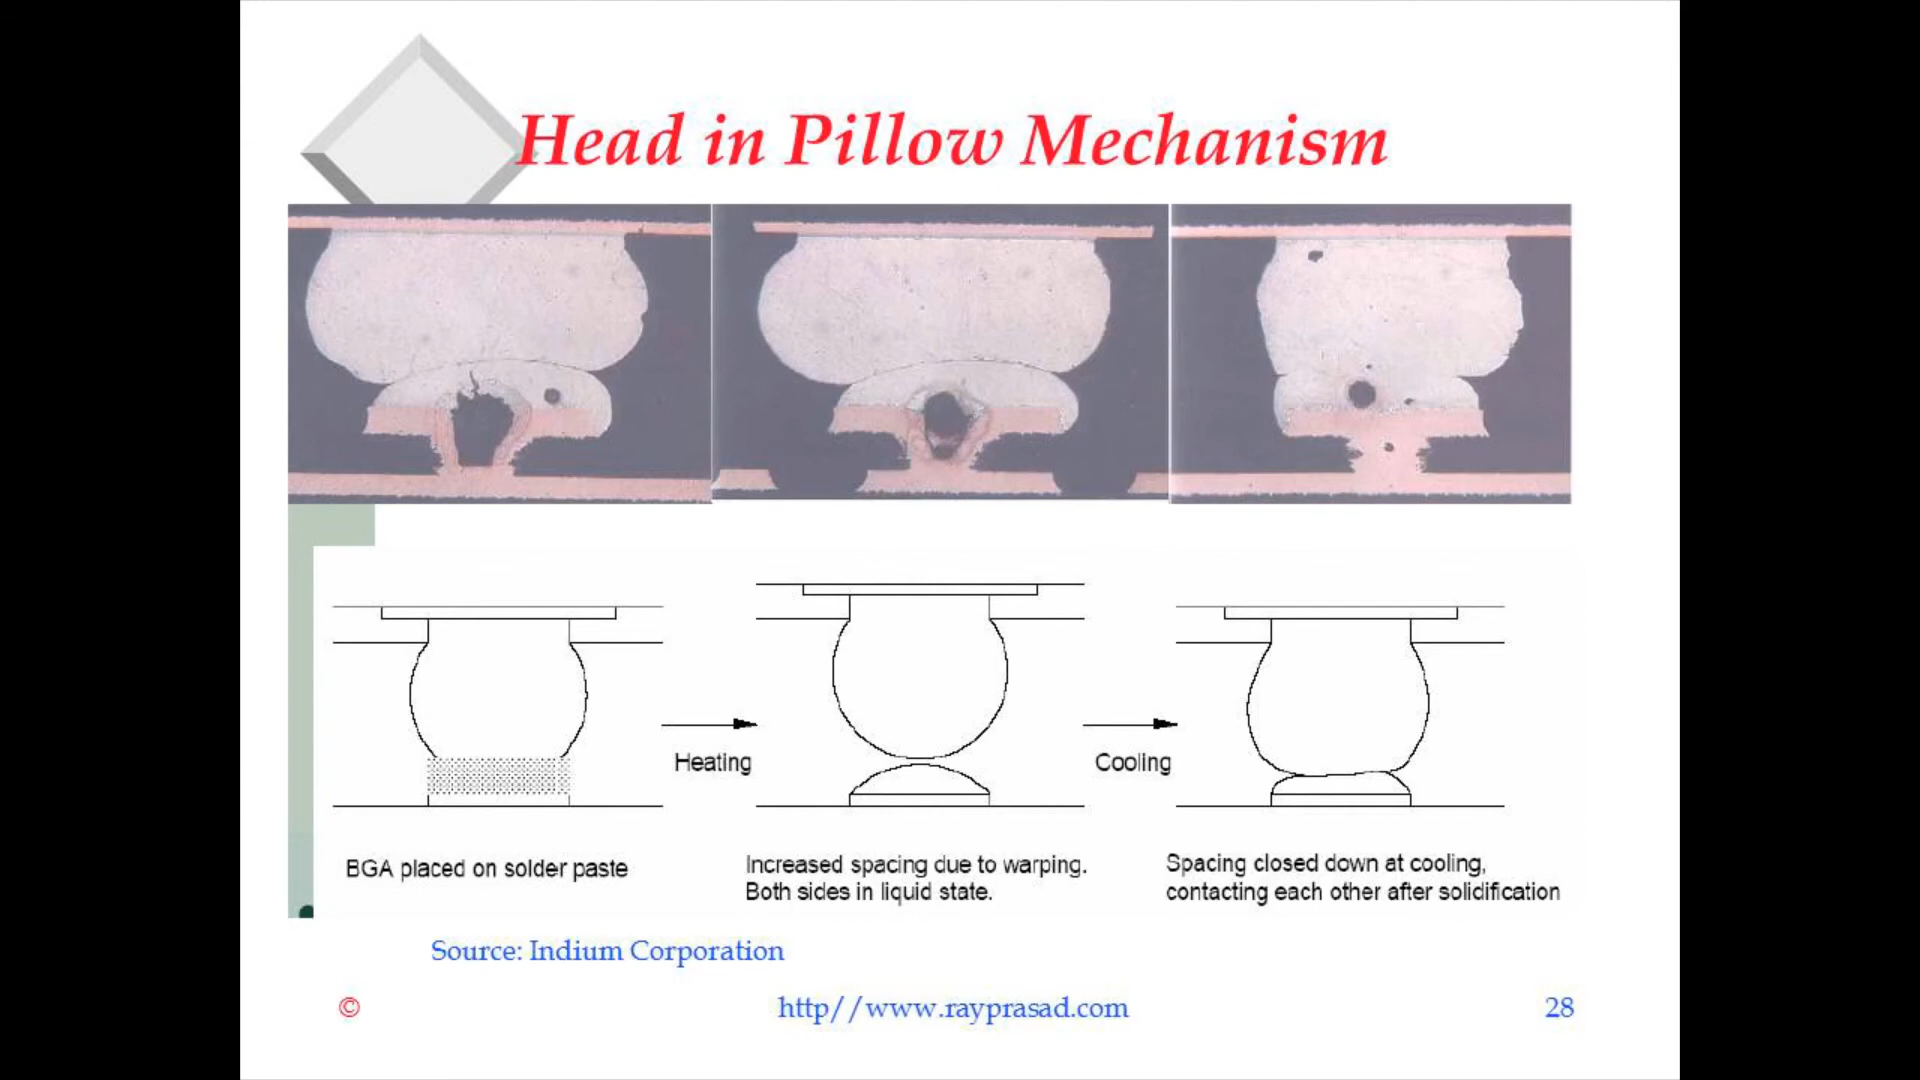 Head in Pillow Mechanism
Heating
Cooling
BGA placed on solder paste
Increased spacing due to warping.
Both sides in liquid state.
Spacing closed down at cooling,
contacting each other after solidification
Source: Indium Corporation
©
http//www.rayprasad.com
28